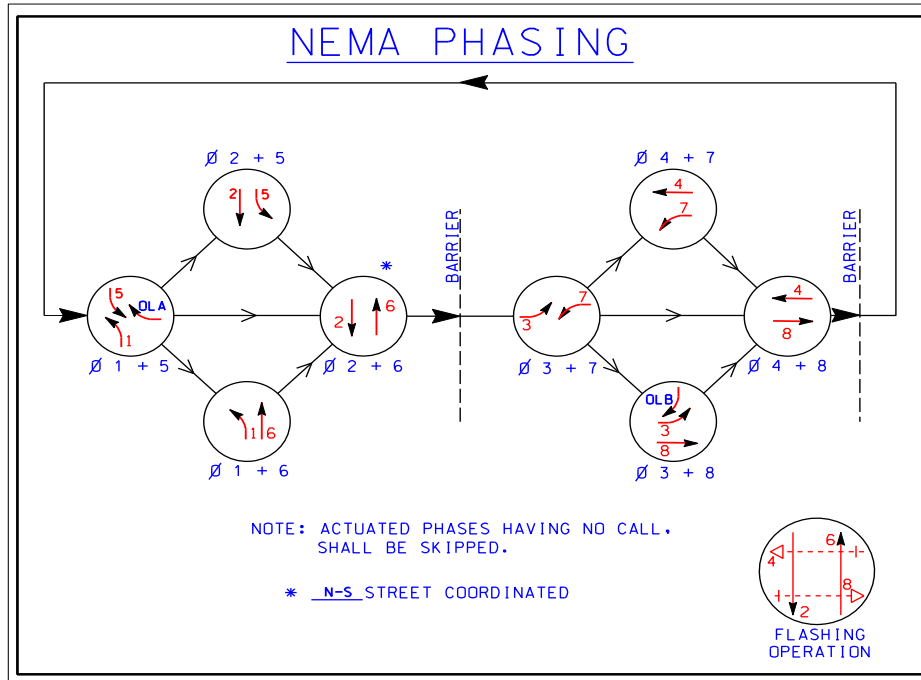 NEMA PHASING
Ø 2 + 5
2 5
Ø 4 + 7
4
7
BARRIER
BARRIER
*
5 OLA
1
Ø 1 + 5
2 6
Ø 2 + 6
3 7
Ø 3 + 7
4
8
Ø 4 + 8
1 6
Ø 1 + 6
OLB
3
8
Ø 3 + 8
NOTE: ACTUATED PHASES HAVING NO CALL,
SHALL BE SKIPPED.
* N-S STREET COORDINATED
6
4
8
2
FLASHING
OPERATION